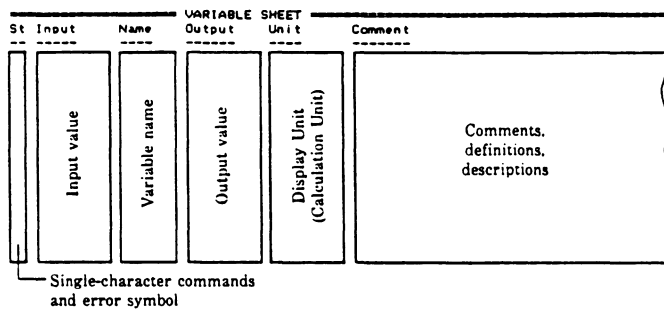 VARIABLE SHEET
St Input Name Output Unit Comment
Input value
Variable name
Output value
Display Unit
(Calculation Unit)
Comments,
definitions,
descriptions
Single-character commands
and error symbol